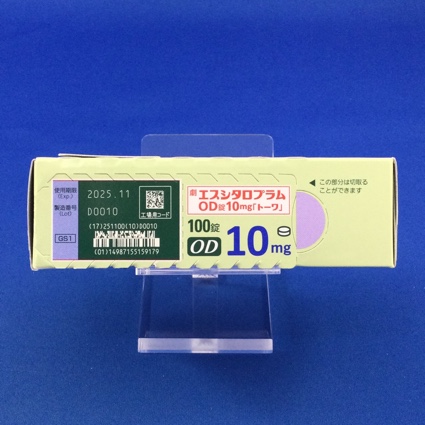 使用期限
(Exp.)
2025.11
製造番号
(Lot)
D0010
工場用コード
(17)251100(10)D0010
GS1
(01)14987155159179
劇 エスシタロプラム
OD錠10mg「トーワ」
100錠
OD 10mg
◀ この部分は切取る
ことができます